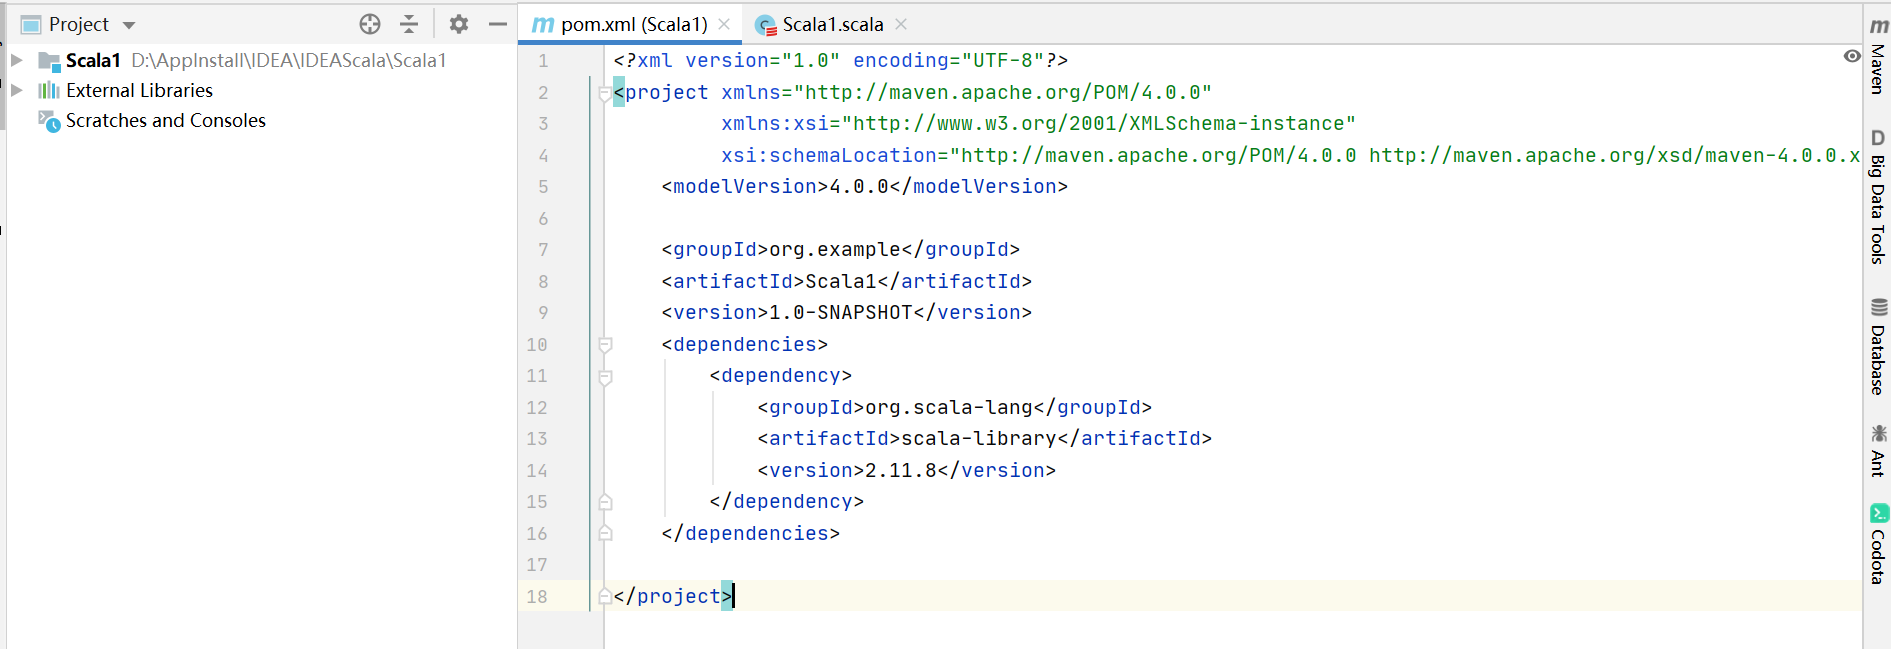 Project
Scala1 D:\AppInstall\IDEA\IDEAScala\Scala1
External Libraries
Scratches and Consoles
pom.xml (Scala1)
Scala1.scala
1 <?xml version="1.0" encoding="UTF-8"?>
2 <project xmlns="http://maven.apache.org/POM/4.0.0"
3 xmlns:xsi="http://www.w3.org/2001/XMLSchema-instance"
4 xsi:schemaLocation="http://maven.apache.org/POM/4.0.0 http://maven.apache.org/xsd/maven-4.0.0.x
5 <modelVersion>4.0.0</modelVersion>
6
7 <groupId>org.example</groupId>
8 <artifactId>Scala1</artifactId>
9 <version>1.0-SNAPSHOT</version>
10 <dependencies>
11 <dependency>
12 <groupId>org.scala-lang</groupId>
13 <artifactId>scala-library</artifactId>
14 <version>2.11.8</version>
15 </dependency>
16 </dependencies>
17
18 </project>
Maven
Big Data Tools
Database
Ant
Codota